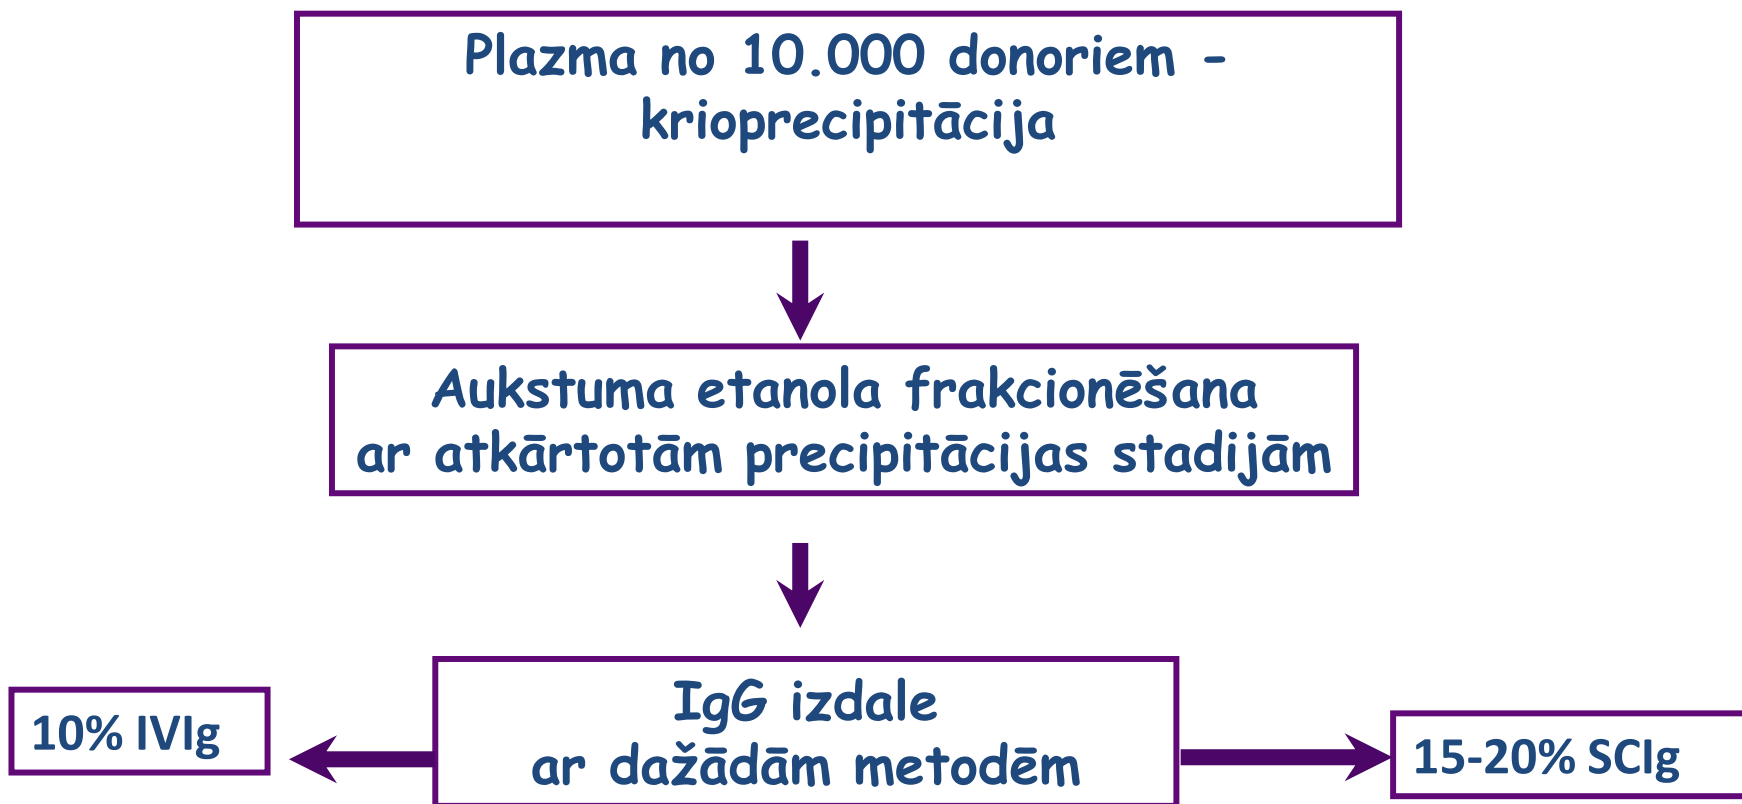 Plazma no 10.000 donoriem -
krioprecipitācija
Aukstuma etanola frakcionēšana
ar atkārtotām precipitācijas stadijām
IgG izdale
ar dažādām metodēm
10% IVIg
15-20% SCIg